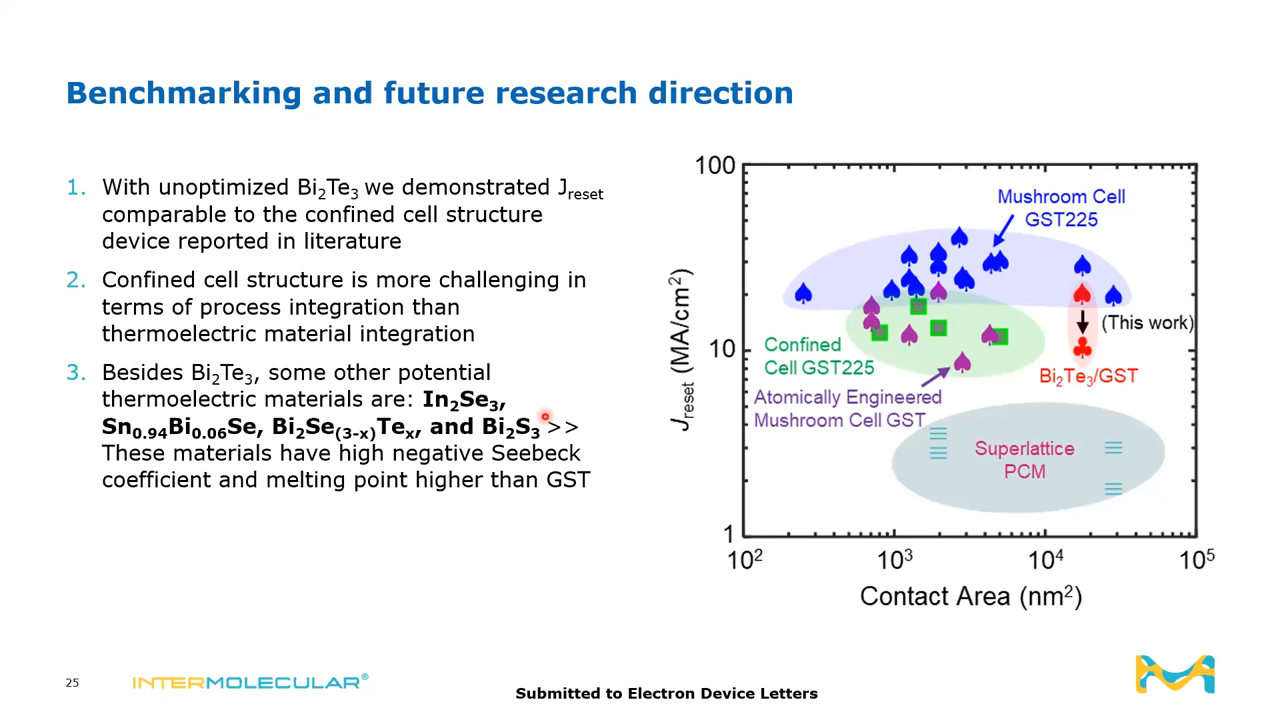 Benchmarking and future research direction
1. With unoptimized Bi₂Te₃ we demonstrated J_reset
comparable to the confined cell structure
device reported in literature
2. Confined cell structure is more challenging in
terms of process integration than
thermoelectric material integration
3. Besides Bi₂Te₃, some other potential
thermoelectric materials are: In₂Se₃,
Sn₀.₉₄Bi₀.₀₆Se, Bi₂Se₍₃₋ₓ₎Teₓ, and Bi₂S₃ >>
These materials have high negative Seebeck
coefficient and melting point higher than GST
J_reset (MA/cm²)
100
10
1
Mushroom Cell
GST225
(This work)
Confined
Cell GST225
Bi₂Te₃/GST
Atomically Engineered
Mushroom Cell GST
Superlattice
PCM
10² 10³ 10⁴ 10⁵
Contact Area (nm²)
25
INTERMOLECULAR®
Submitted to Electron Device Letters